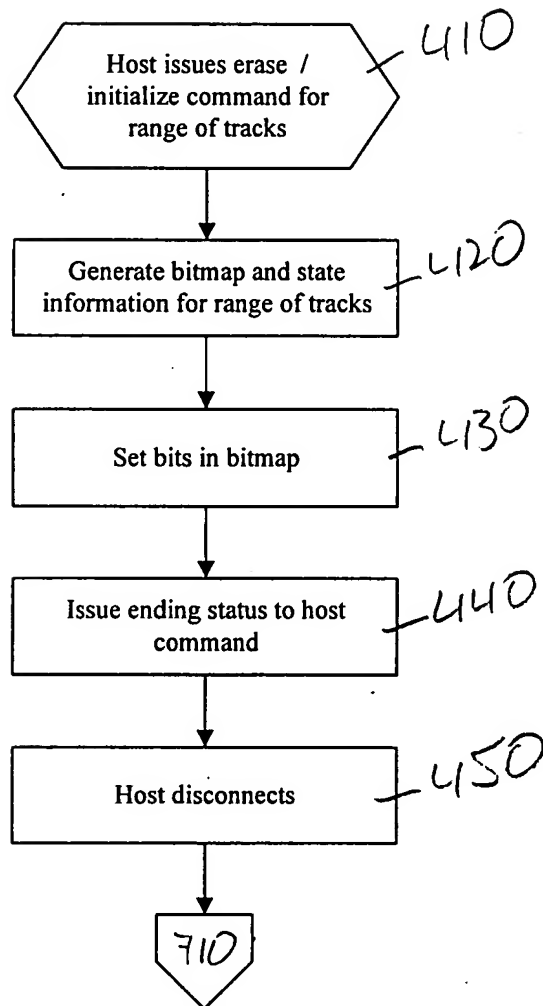 Host issues erase /
initialize command for
range of tracks
410
Generate bitmap and state
information for range of tracks
420
Set bits in bitmap
430
Issue ending status to host
command
440
Host disconnects
450
710